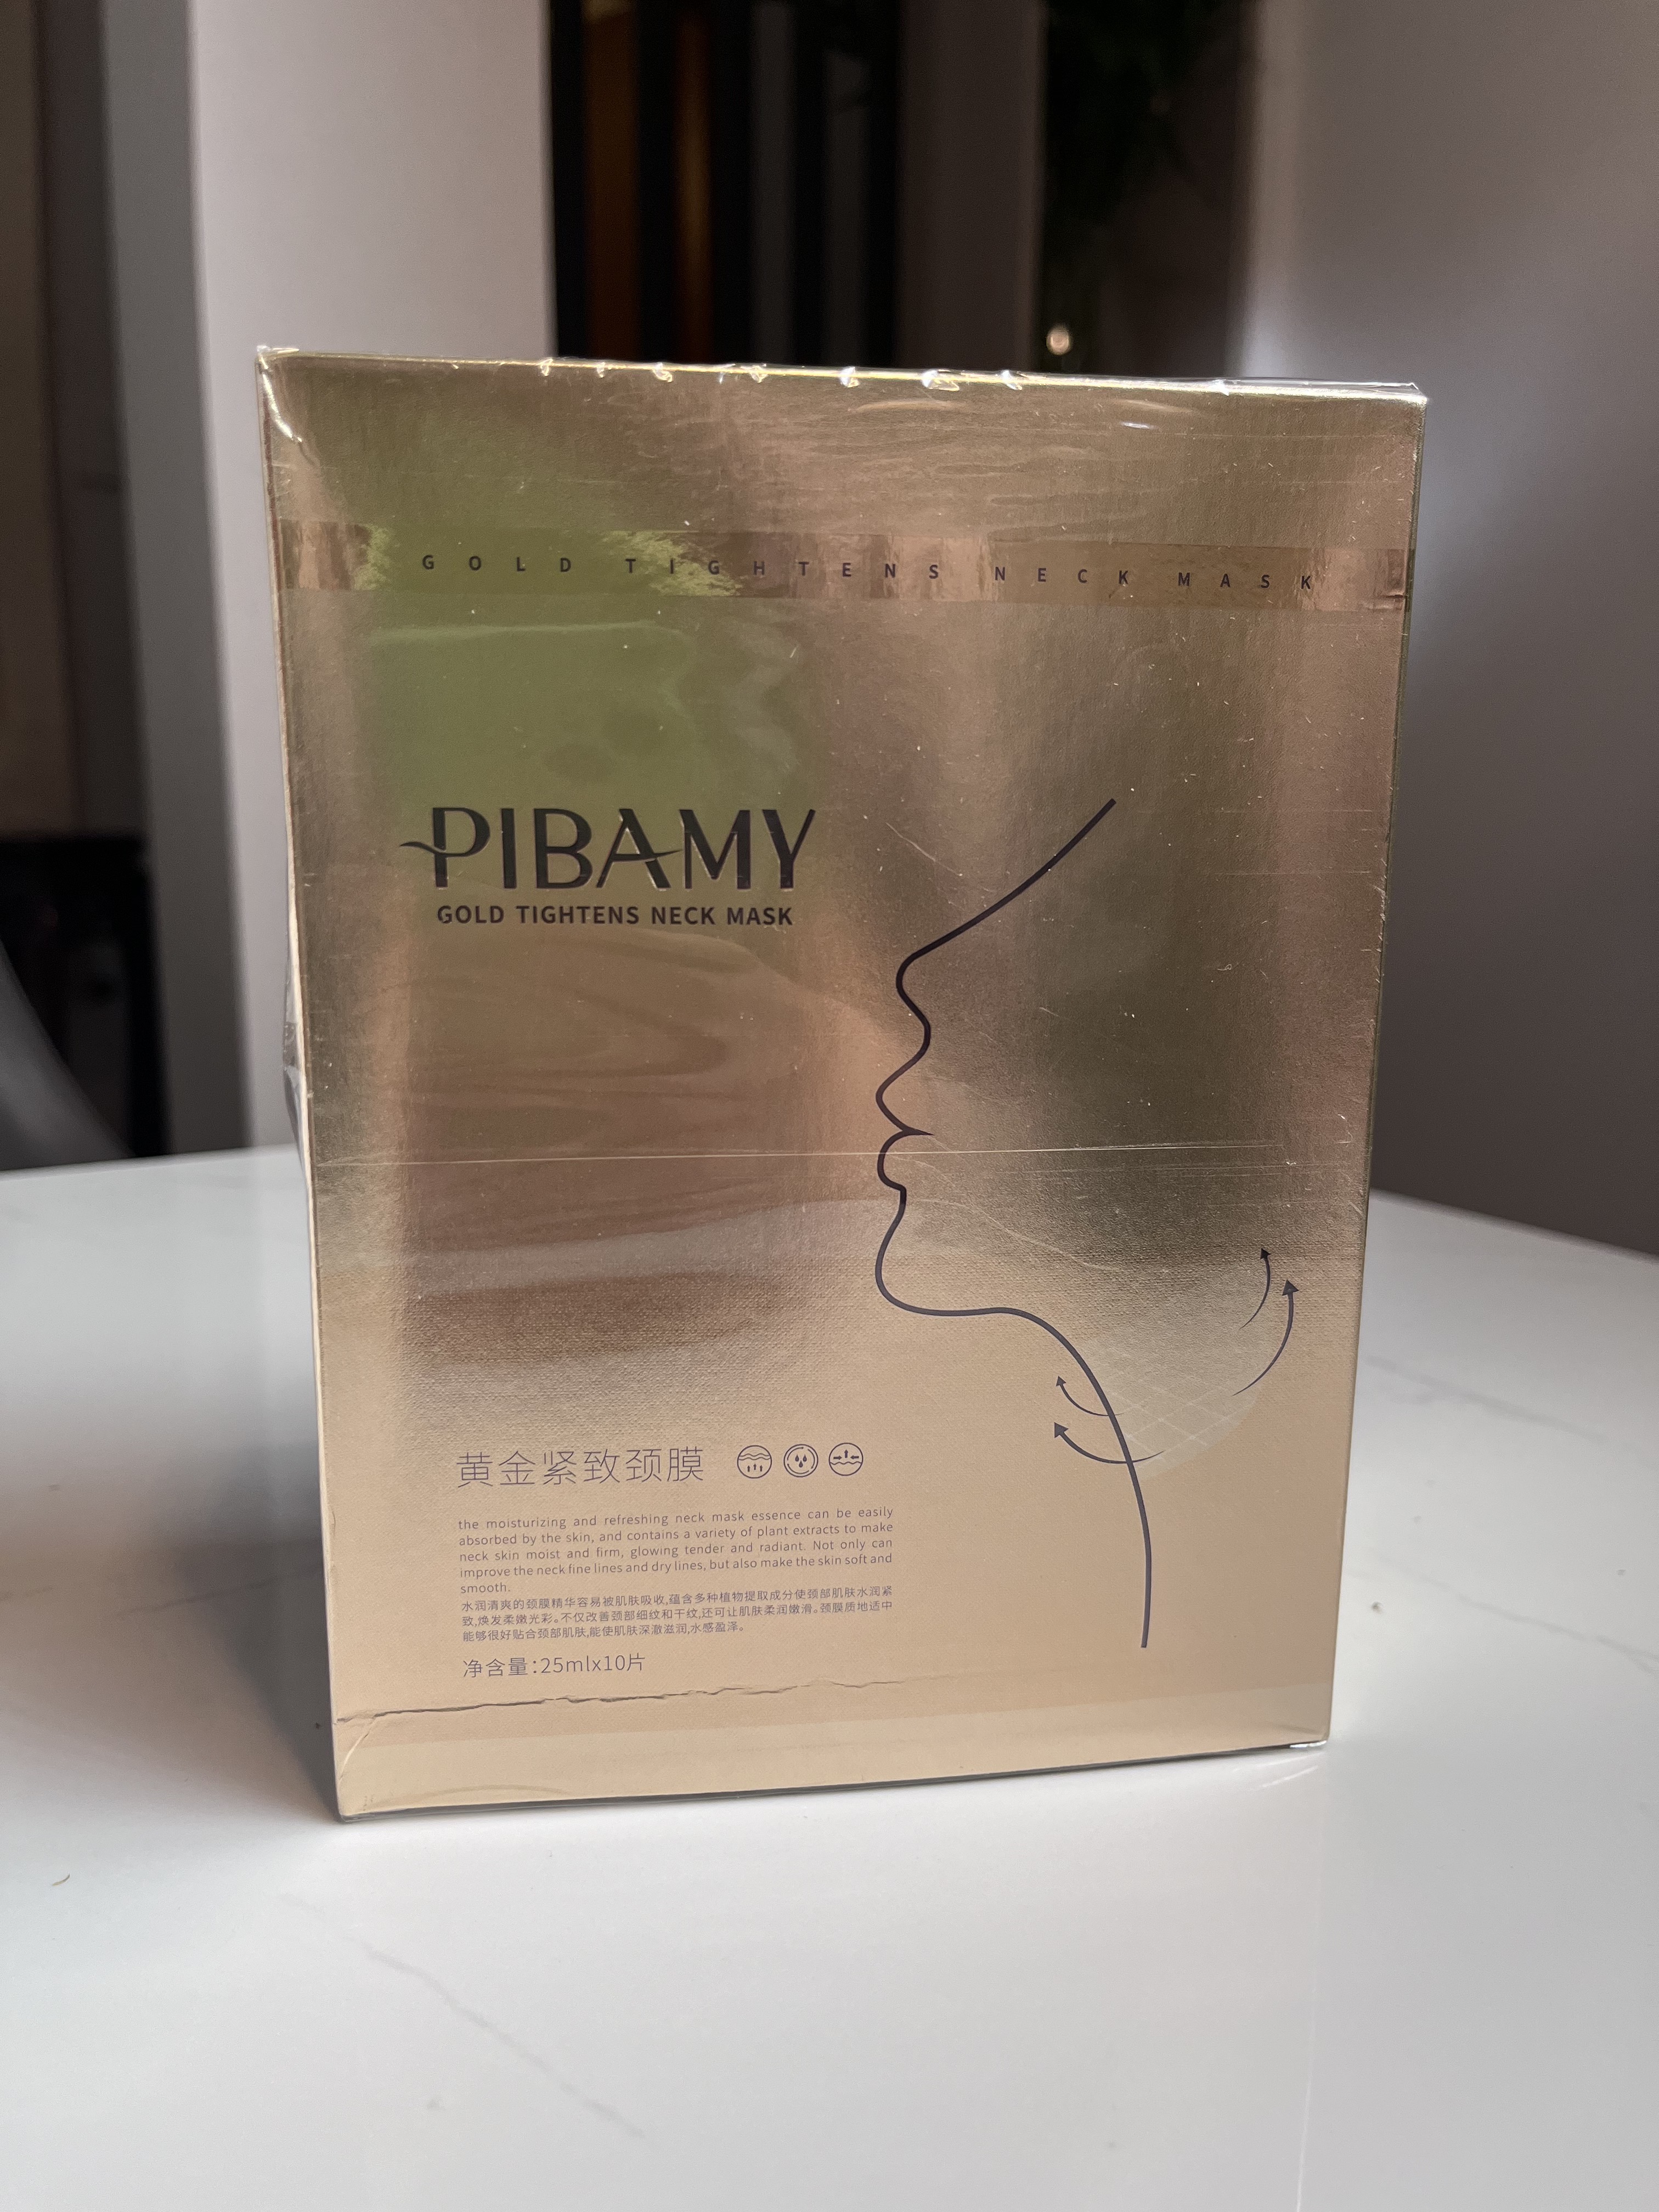 GOLD TIGHTENS NECK MASK
PIBAMY
GOLD TIGHTENS NECK MASK
黄金紧致颈膜
the moisturizing and refreshing neck mask essence can be easily
absorbed by the skin, and contains a variety of plant extracts to make
neck skin moist and firm, glowing tender and radiant. Not only can
improve the neck fine lines and dry lines, but also make the skin soft and
smooth.
水润清爽的颈膜精华容易被肌肤吸收,蕴含多种植物提取成分使颈部肌肤水润紧
致,焕发柔嫩光彩。不仅改善颈部细纹和干纹,还可让肌肤柔润嫩滑。颈膜质地适中
能够很好贴合颈部肌肤,能使肌肤深澈滋润,水感盈泽。
净含量:25mlx10片